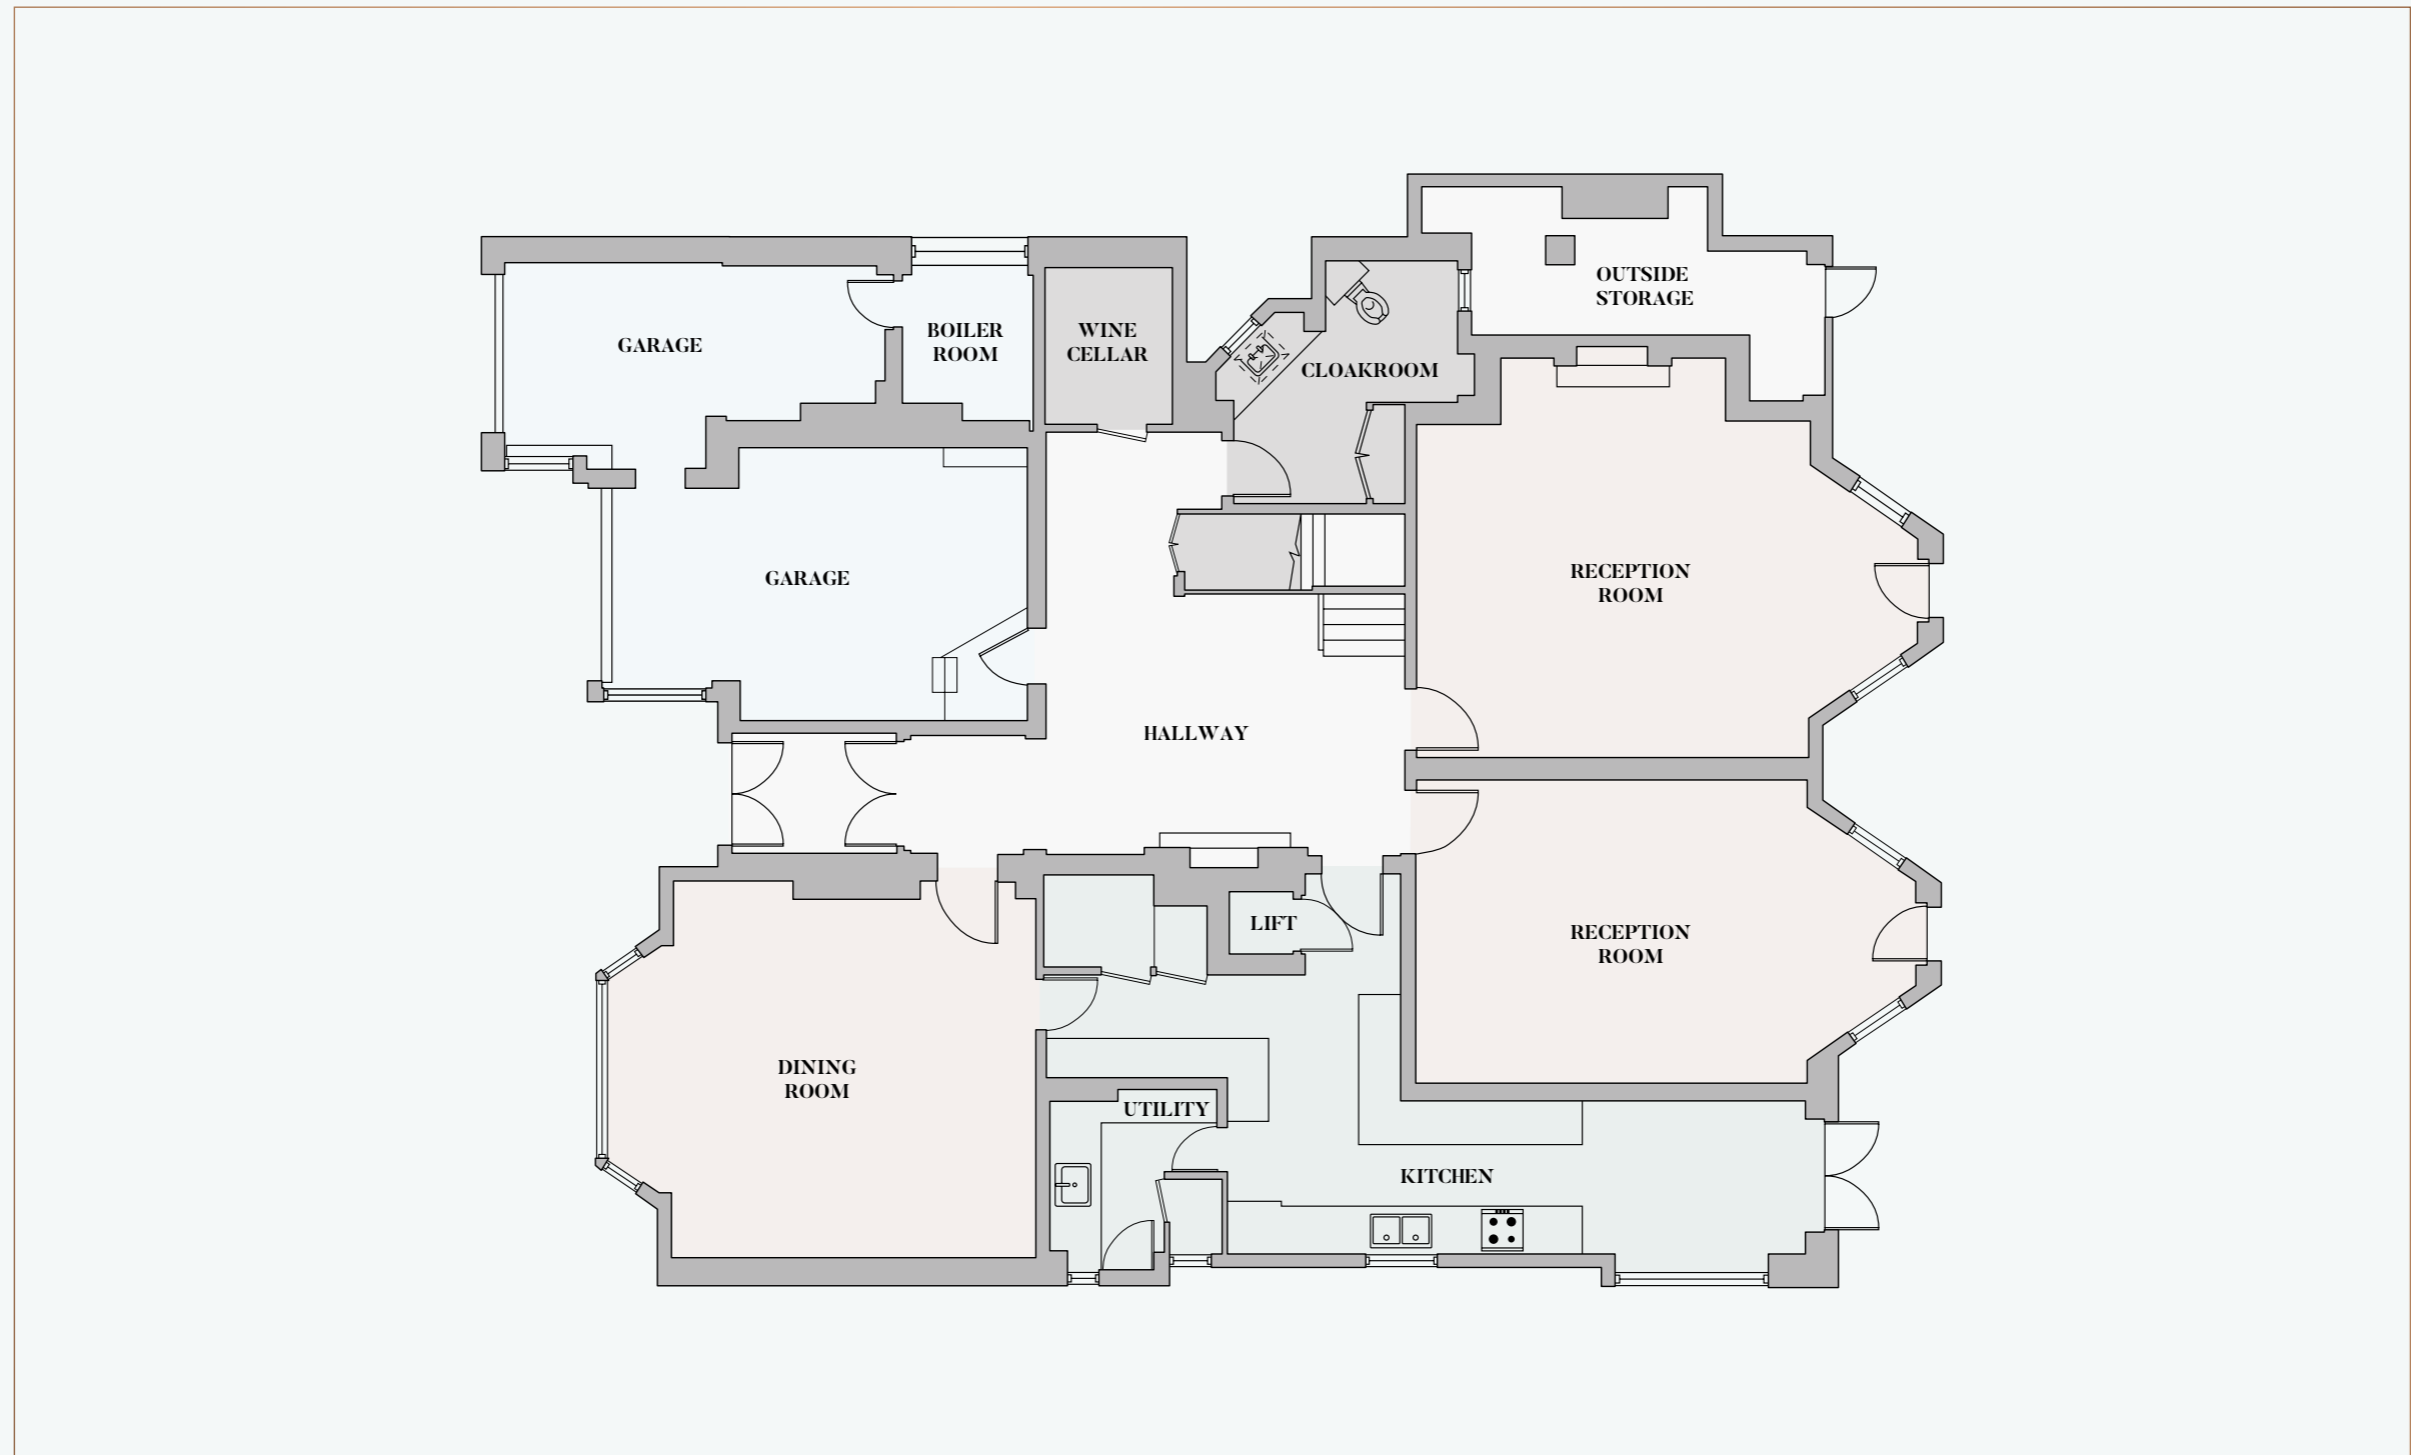 OUTSIDE
STORAGE
GARAGE
BOILER
ROOM
WINE
CELLAR
CLOAKROOM
GARAGE
RECEPTION
ROOM
HALLWAY
LIFT
RECEPTION
ROOM
DINING
ROOM
UTILITY
KITCHEN